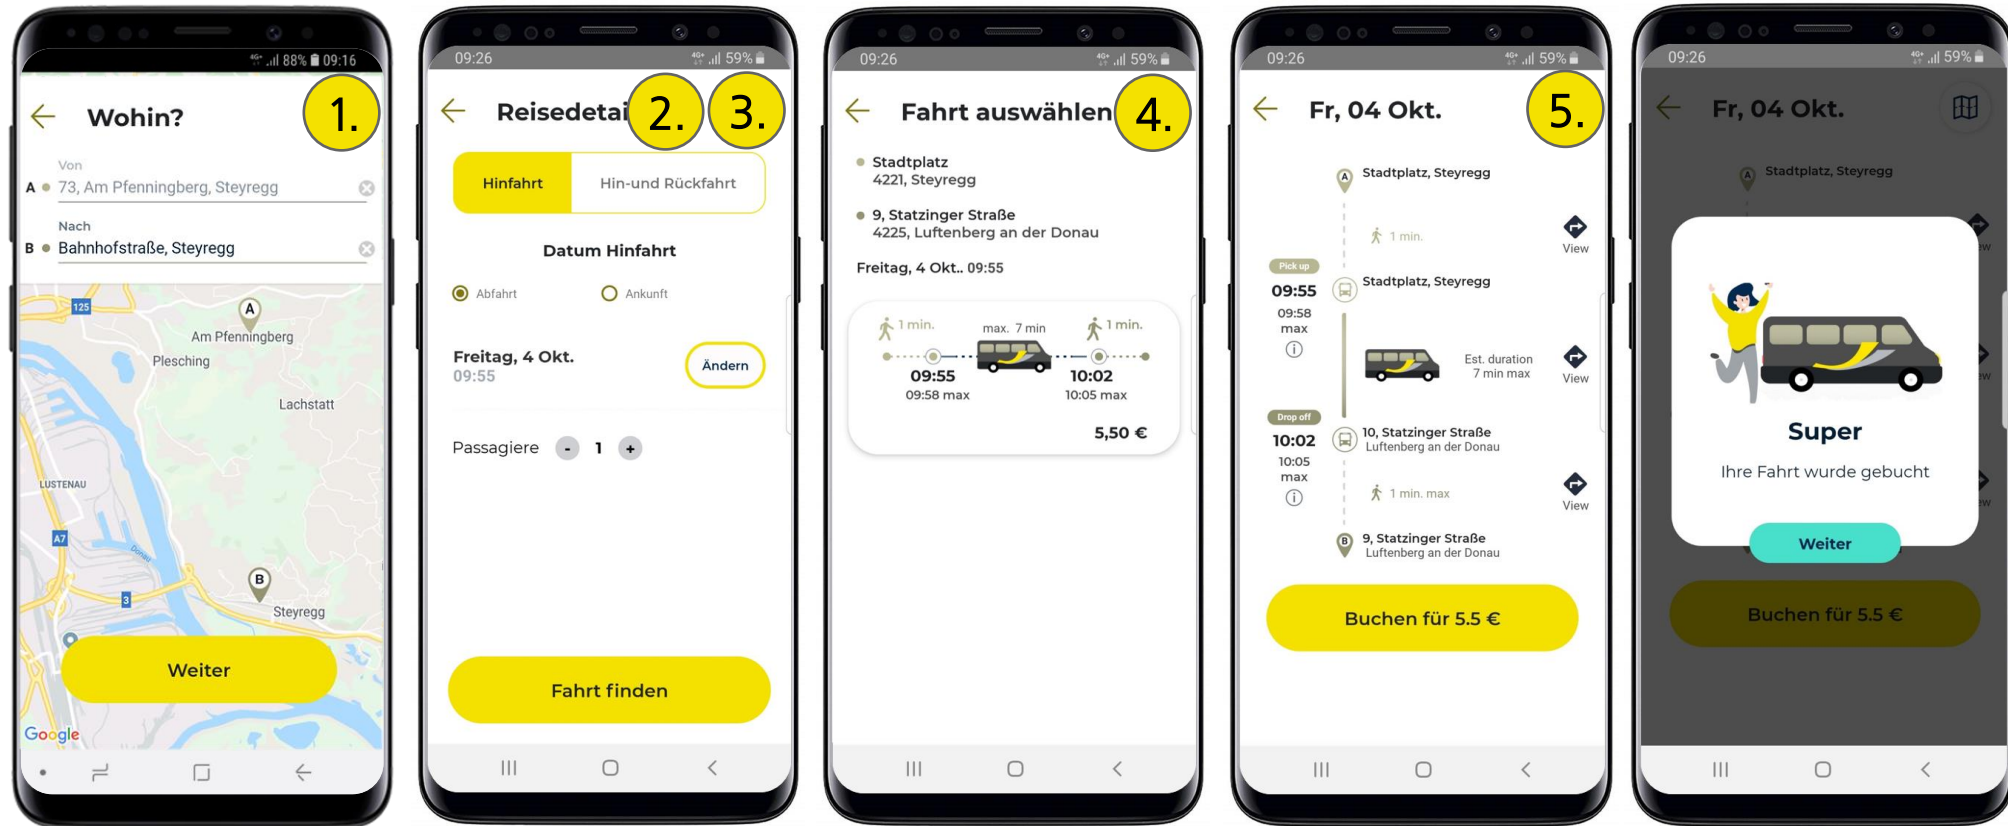 88% 09:16
Wohin?
1.
Von
A 73, Am Pfenningberg, Steyregg
Nach
B Bahnhofstraße, Steyregg
125
A
Am Pfenningberg
Plesching
Lachstatt
LUSTENAU
A7
Donau
B
3
Steyregg
Weiter
Google
09:26 4G+ 59%
Reisedetai
2.
3.
Hinfahrt Hin-und Rückfahrt
Datum Hinfahrt
Abfahrt Ankunft
Freitag, 4 Okt.
09:55
Ändern
Passagiere - 1 +
Fahrt finden
09:26 4G+ 59%
Fahrt auswählen
4.
Stadtplatz
4221, Steyregg
9, Statzinger Straße
4225, Luftenberg an der Donau
Freitag, 4 Okt.. 09:55
1 min. max. 7 min 1 min.
09:55 10:02
09:58 max 10:05 max
5,50 €
09:26 4G+ 59%
Fr, 04 Okt.
5.
A Stadtplatz, Steyregg
1 min.
View
Pick up
09:55 Stadtplatz, Steyregg
09:58
max
Est. duration
7 min max
View
Drop off
10:02 10, Statzinger Straße
Luftenberg an der Donau
10:05
max
1 min. max
View
B 9, Statzinger Straße
Luftenberg an der Donau
Buchen für 5.5 €
09:26 4G+ 59%
Fr, 04 Okt.
A Stadtplatz, Steyregg
Super
Ihre Fahrt wurde gebucht
Weiter
Buchen für 5.5 €